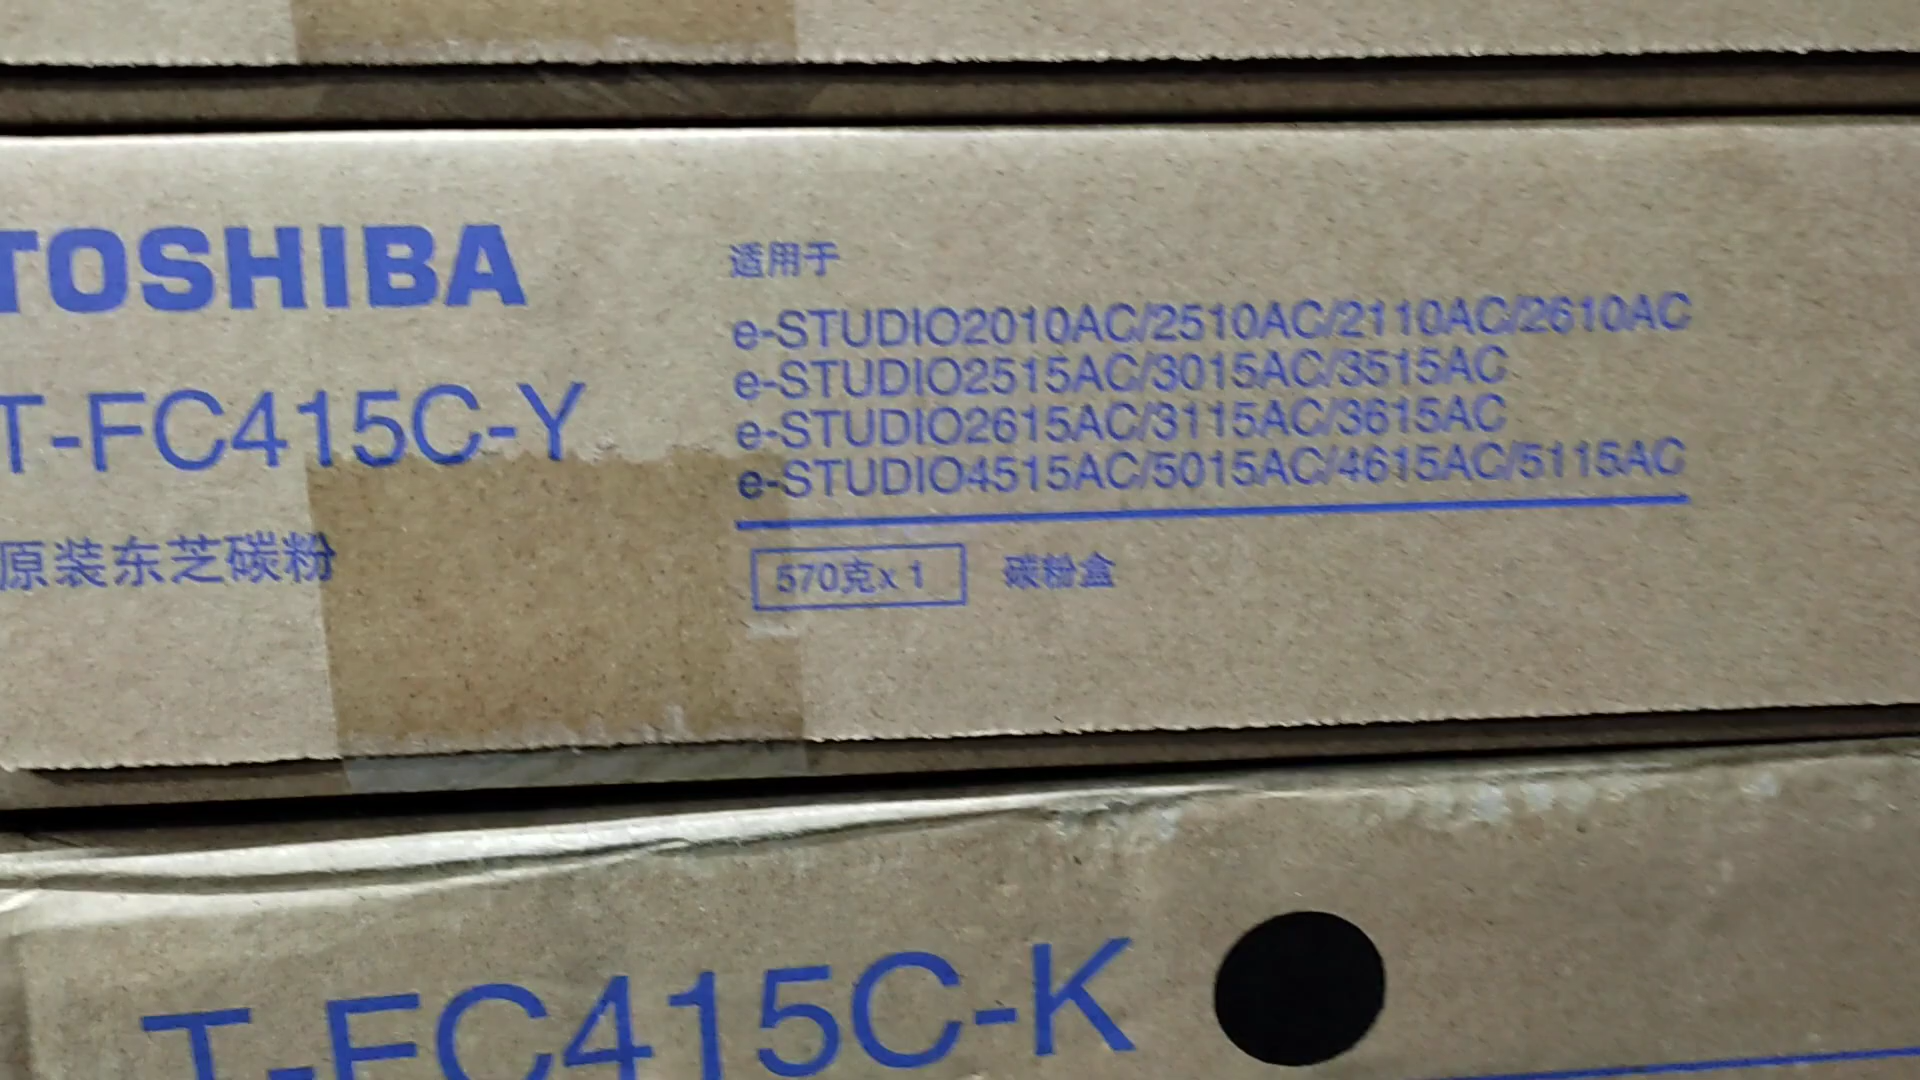 TOSHIBA
T-FC415C-Y
原装东芝碳粉
适用于
e-STUDIO2010AC/2510AC/2110AC/2610AC
e-STUDIO2515AC/3015AC/3515AC
e-STUDIO2615AC/3115AC/3615AC
e-STUDIO4515AC/5015AC/4615AC/5115AC
570克x 1
碳粉盒
T-FC415C-K